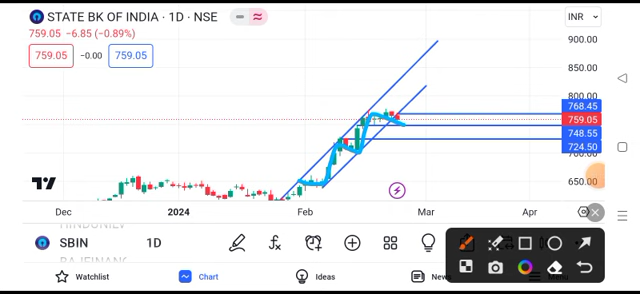 STATE BK OF INDIA · 1D · NSE
INR
759.05 −6.85 (−0.89%)
759.05 −0.00 759.05
900.00
850.00
800.00
768.45
759.05
748.55
724.50
650.00
Dec 2024 Feb Mar Apr
HINDUNILV
SBIN 1D
BAJFINANC
Watchlist Chart Ideas News